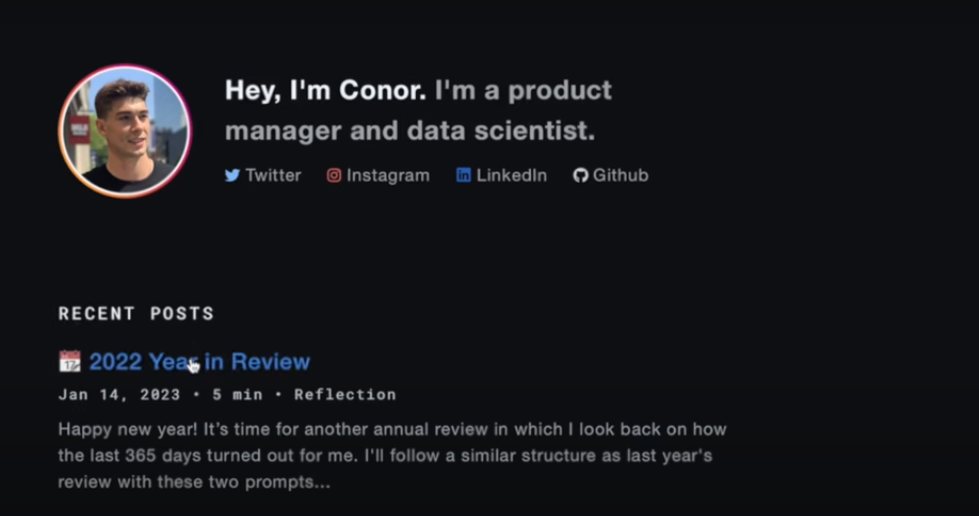 Hey, I'm Conor. I'm a product
manager and data scientist.
Twitter Instagram LinkedIn Github
RECENT POSTS
17
2022 Year in Review
Jan 14, 2023 • 5 min • Reflection
Happy new year! It’s time for another annual review in which I look back on how
the last 365 days turned out for me. I'll follow a similar structure as last year's
review with these two prompts...